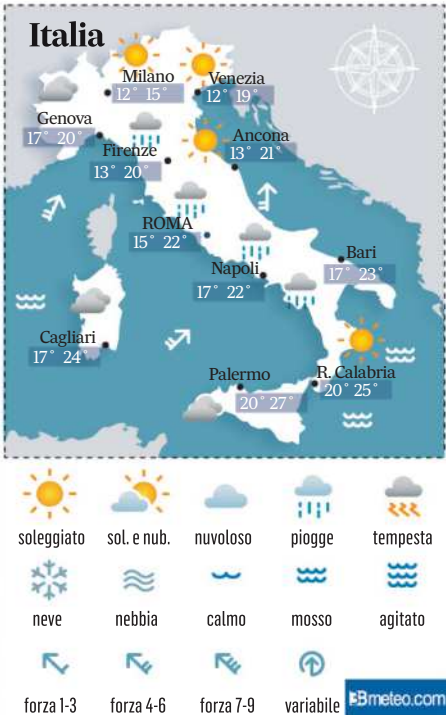 Italia
Milano
12° 15°
Venezia
12° 19°
Genova
17° 20°
Firenze
13° 20°
Ancona
13° 21°
ROMA
15° 22°
Napoli
17° 22°
Bari
17° 23°
Cagliari
17° 24°
Palermo
20° 27°
R. Calabria
20° 25°
soleggiato sol. e nub. nuvoloso piogge tempesta
neve nebbia calmo mosso agitato
forza 1-3 forza 4-6 forza 7-9 variabile
3Bmeteo.com